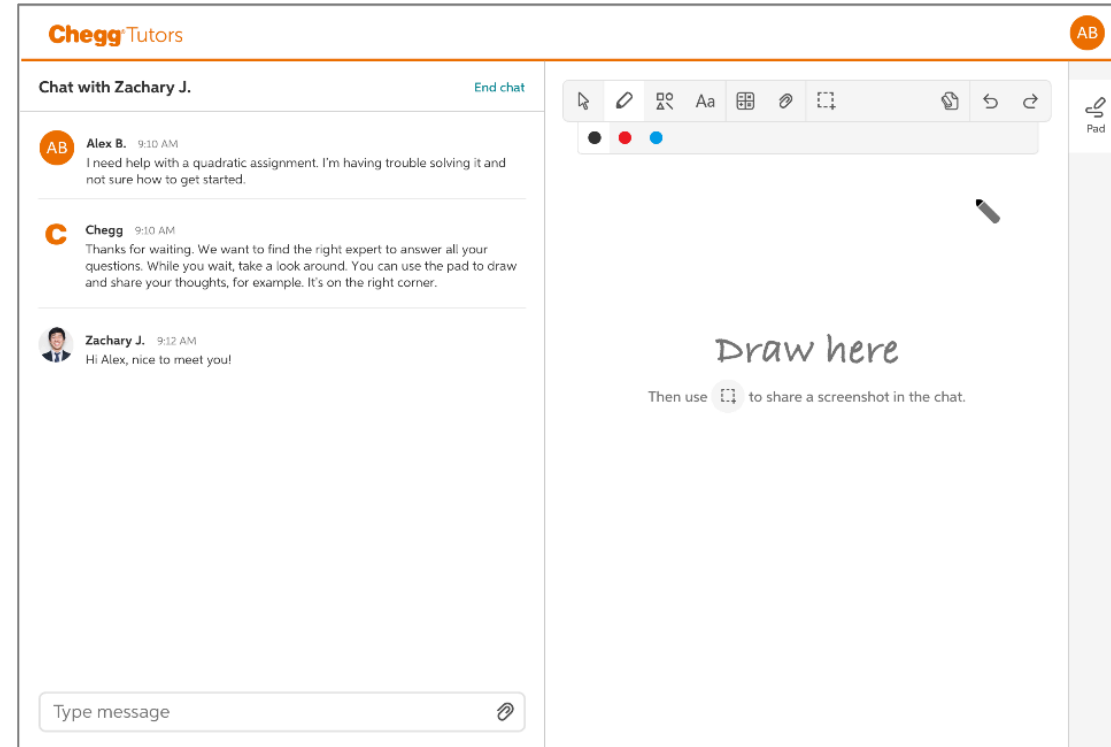 Chegg Tutors
AB
Chat with Zachary J.
End chat
AB
Alex B. 9:10 AM
I need help with a quadratic assignment. I'm having trouble solving it and
not sure how to get started.
C
Chegg 9:10 AM
Thanks for waiting. We want to find the right expert to answer all your
questions. While you wait, take a look around. You can use the pad to draw
and share your thoughts, for example. It's on the right corner.
Zachary J. 9:12 AM
Hi Alex, nice to meet you!
Type message
Aa
Pad
Draw here
Then use to share a screenshot in the chat.